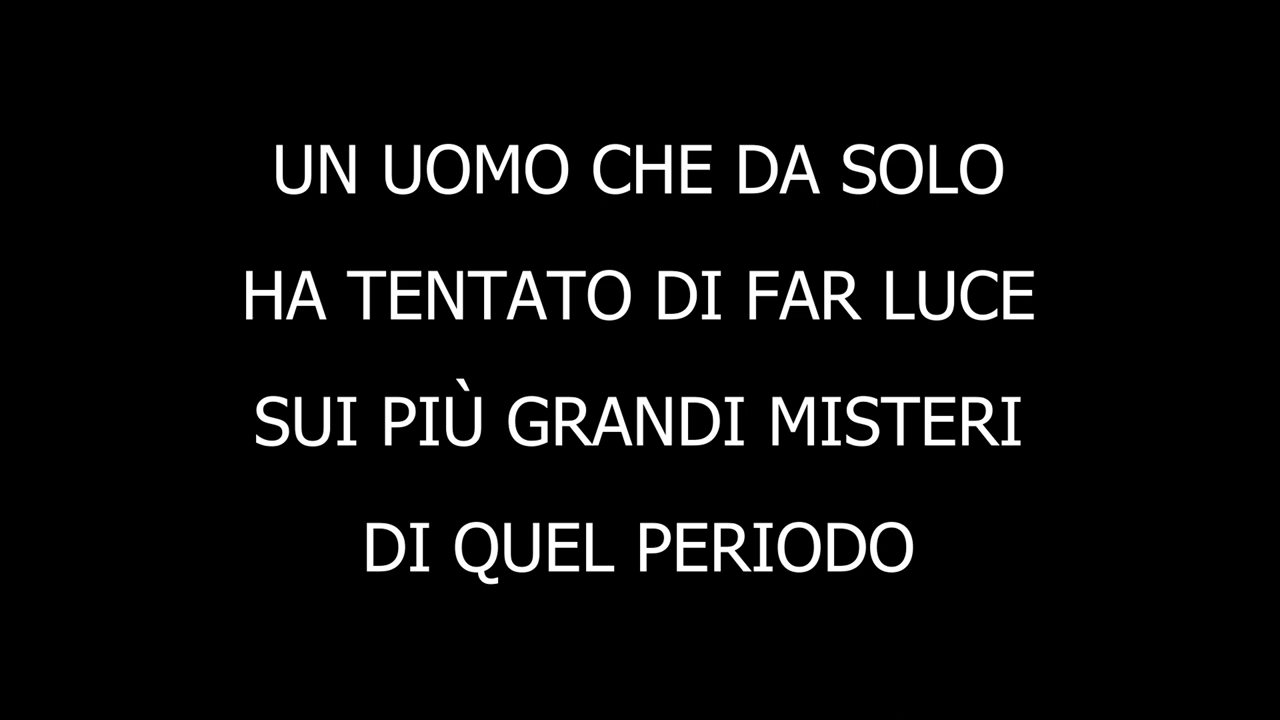 UN UOMO CHE DA SOLO
HA TENTATO DI FAR LUCE
SUI PIÙ GRANDI MISTERI
DI QUEL PERIODO